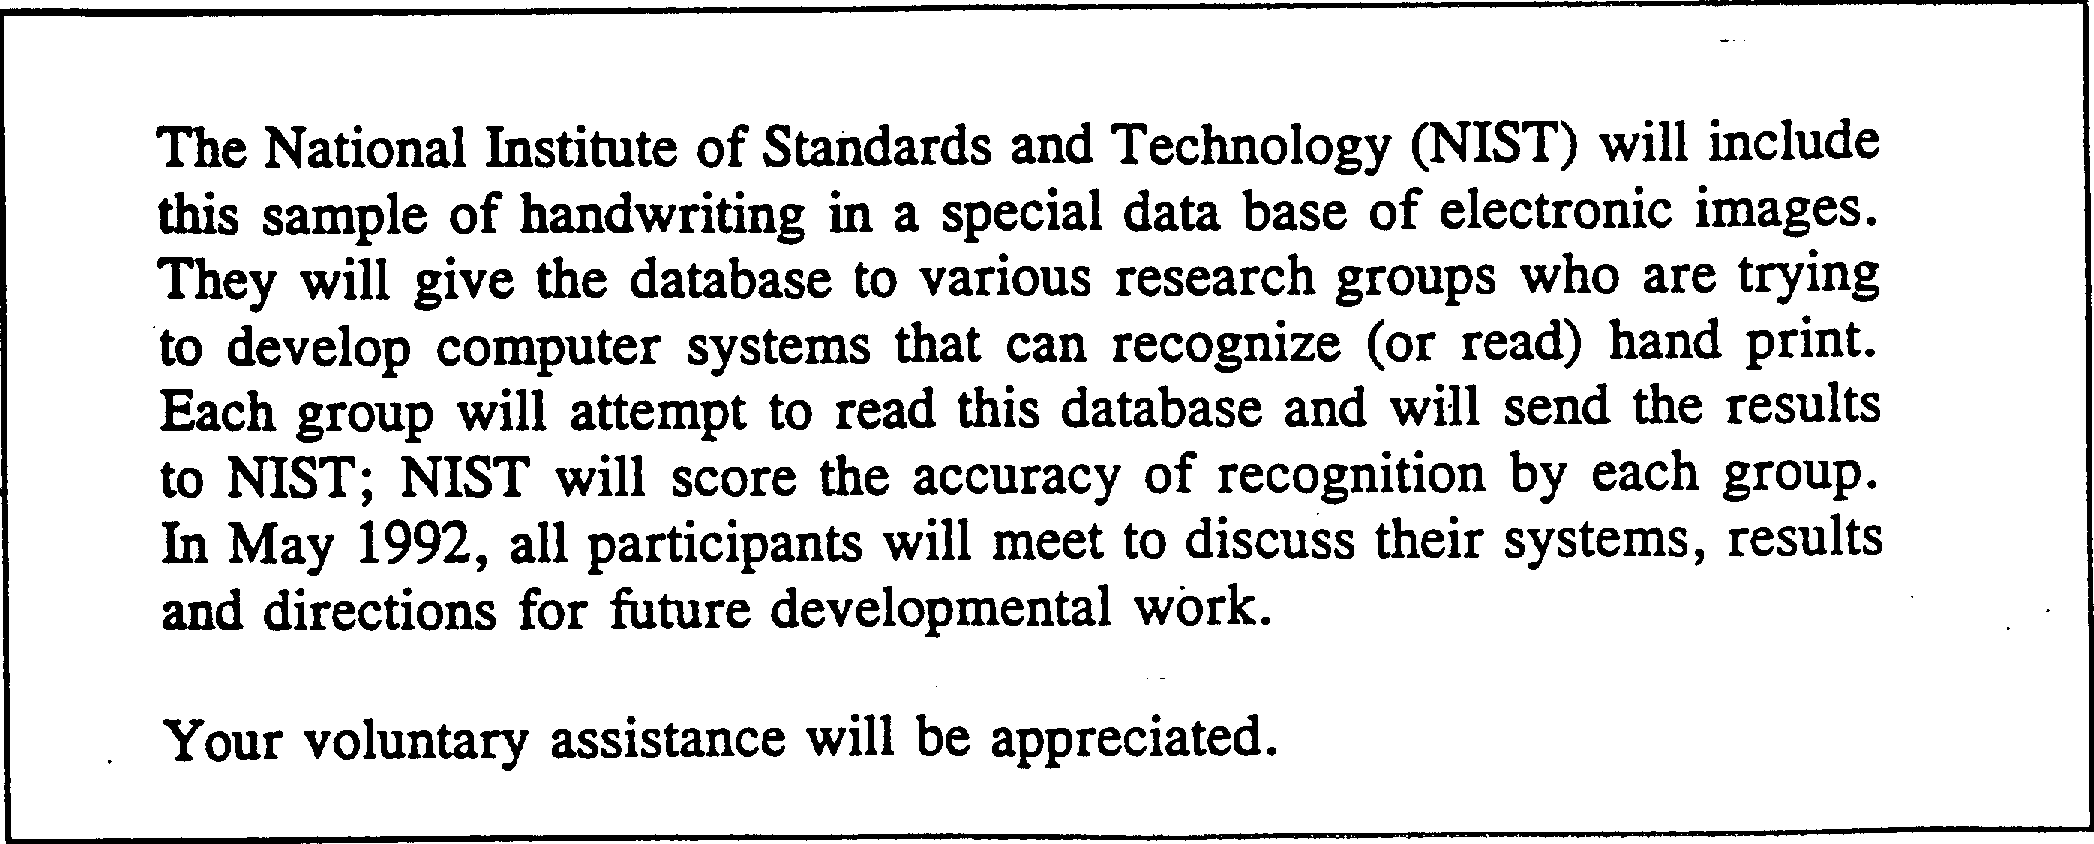 The National Institute of Standards and Technology (NIST) will include
this sample of handwriting in a special data base of electronic images.
They will give the database to various research groups who are trying
to develop computer systems that can recognize (or read) hand print.
Each group will attempt to read this database and will send the results
to NIST; NIST will score the accuracy of recognition by each group.
In May 1992, all participants will meet to discuss their systems, results
and directions for future developmental work.
Your voluntary assistance will be appreciated.